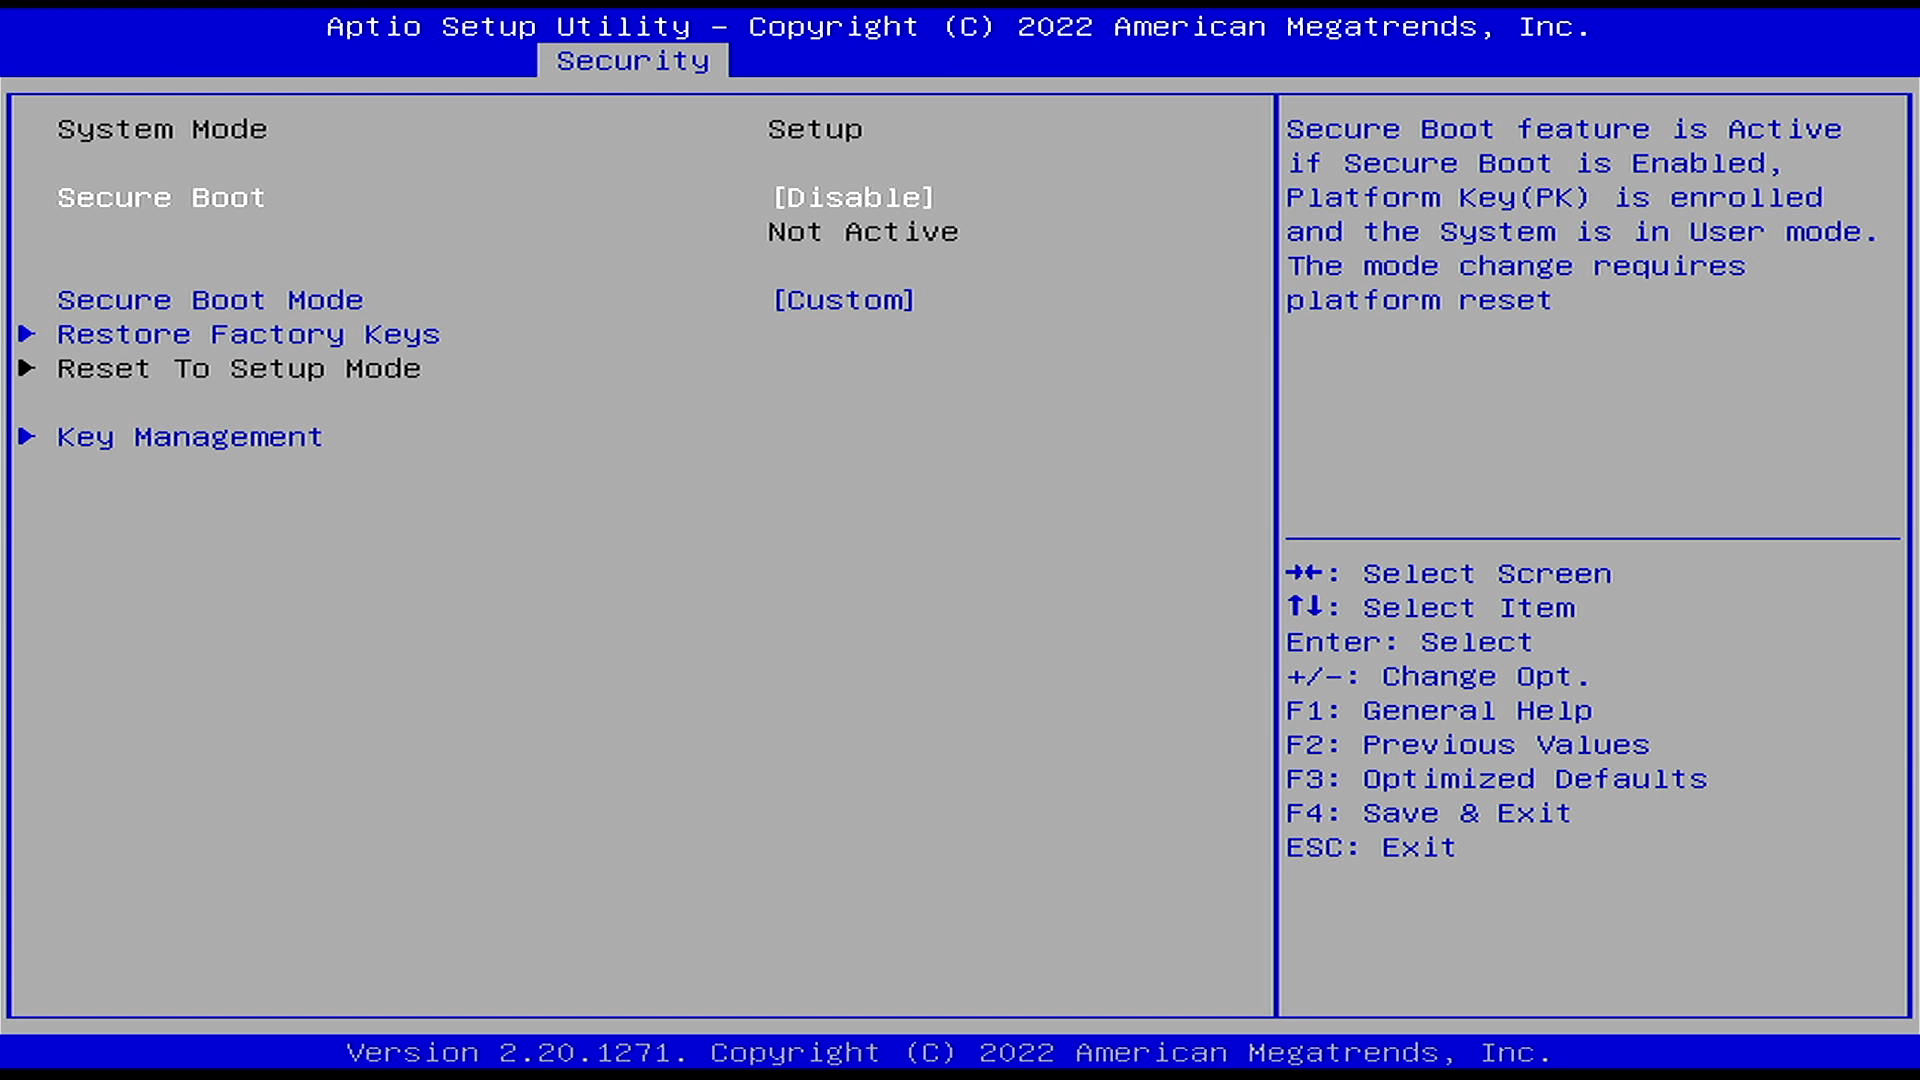 Aptio Setup Utility – Copyright (C) 2022 American Megatrends, Inc.
Security
System Mode Setup
Secure Boot [Disable]
Not Active
Secure Boot Mode [Custom]
► Restore Factory Keys
► Reset To Setup Mode
► Key Management
Secure Boot feature is Active
if Secure Boot is Enabled,
Platform Key(PK) is enrolled
and the System is in User mode.
The mode change requires
platform reset
→←: Select Screen
↑↓: Select Item
Enter: Select
+/-: Change Opt.
F1: General Help
F2: Previous Values
F3: Optimized Defaults
F4: Save & Exit
ESC: Exit
Version 2.20.1271. Copyright (C) 2022 American Megatrends, Inc.